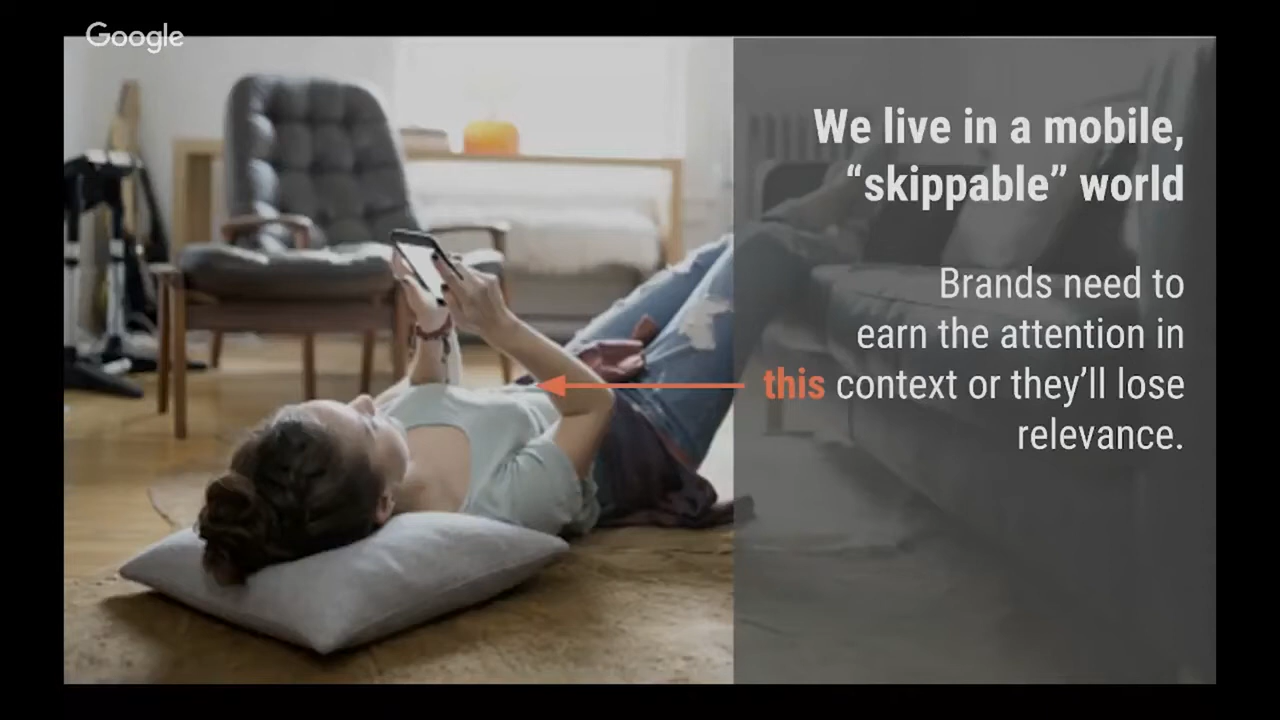 Google
We live in a mobile,
“skippable” world
Brands need to
earn the attention in
this context or they’ll lose
relevance.